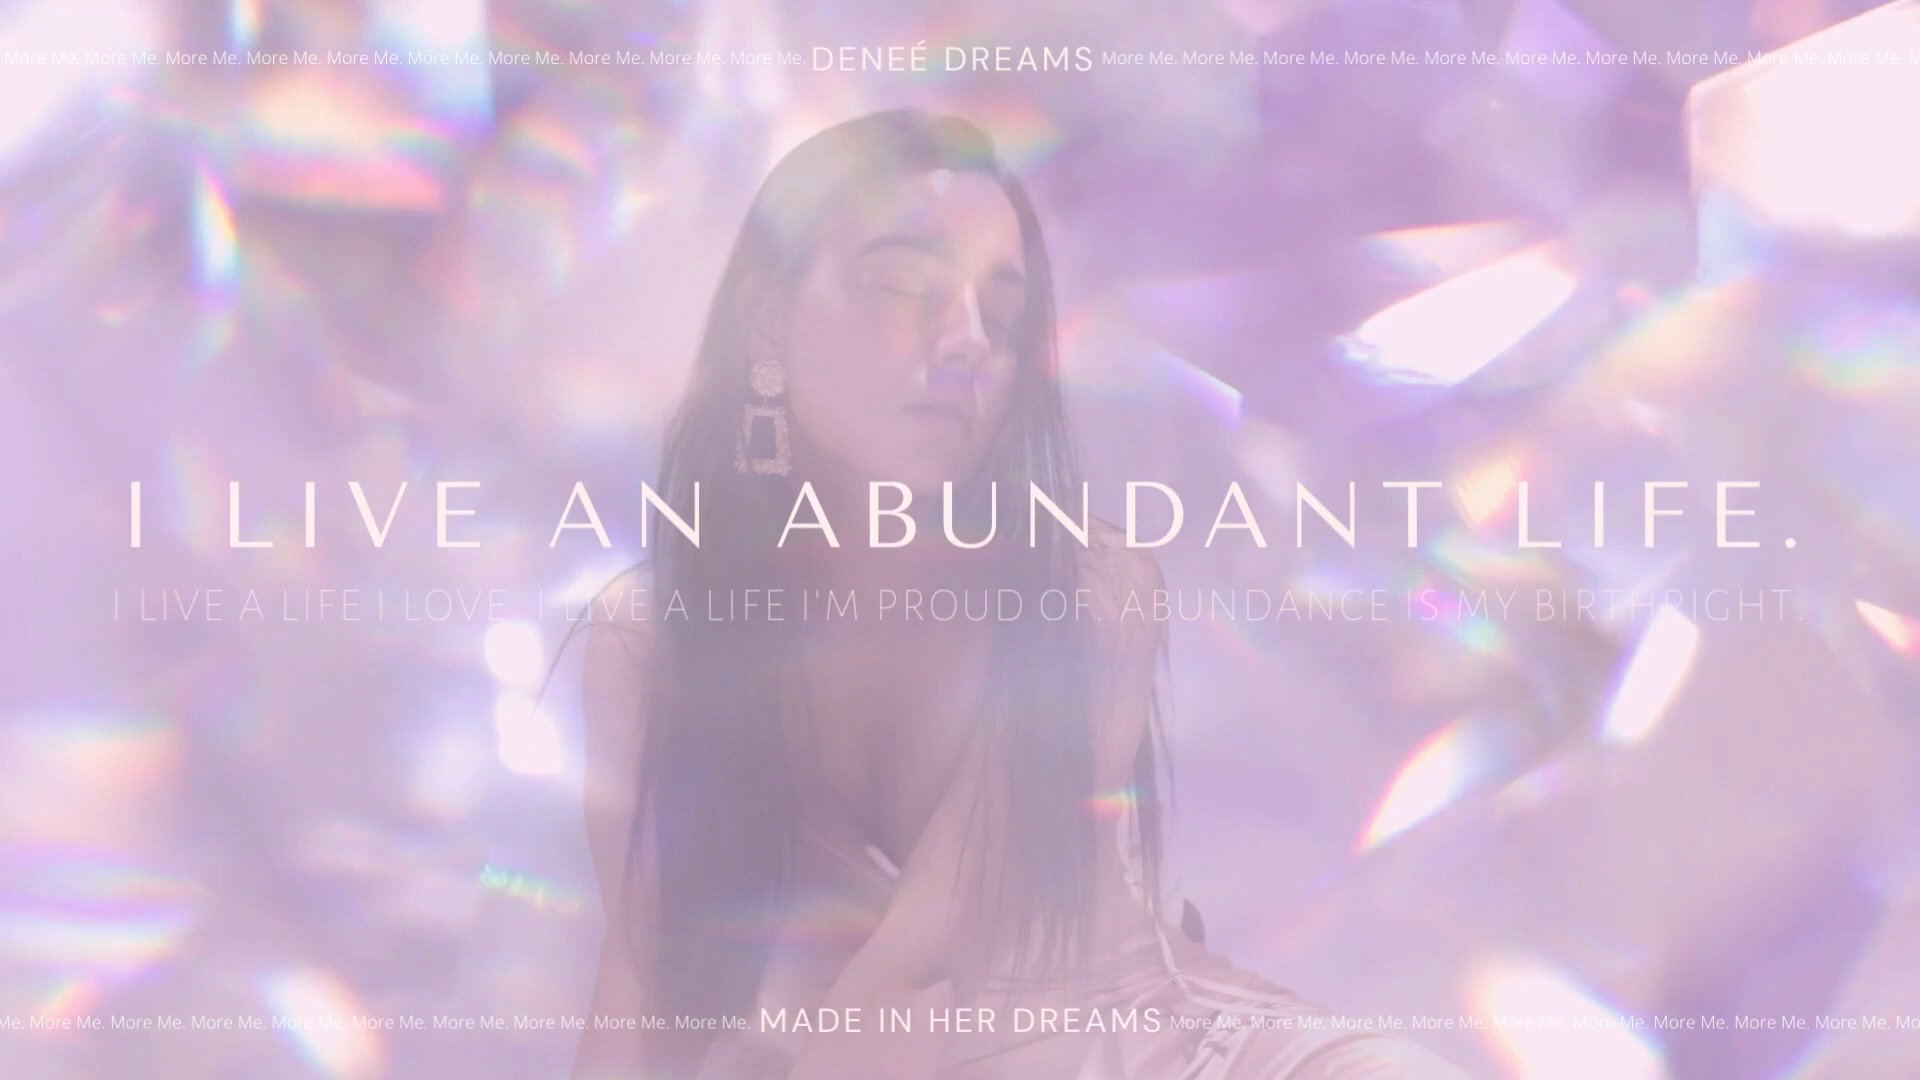 More Me. More Me. More Me. More Me. More Me. More Me. More Me. More Me. More Me. More Me. DENEÉ DREAMS More Me. More Me. More Me. More Me. More Me. More Me. More Me. More Me. More Me. More Me. M
I LIVE AN ABUNDANT LIFE.
I LIVE A LIFE I LOVE. I LIVE A LIFE I'M PROUD OF. ABUNDANCE IS MY BIRTHRIGHT.
Me. More Me. More Me. More Me. More Me. More Me. More Me. More Me. More Me. More Me. MADE IN HER DREAMS More Me. More Me. More Me. More Me. More Me. More Me. More Me. More Me. More Me. Mo